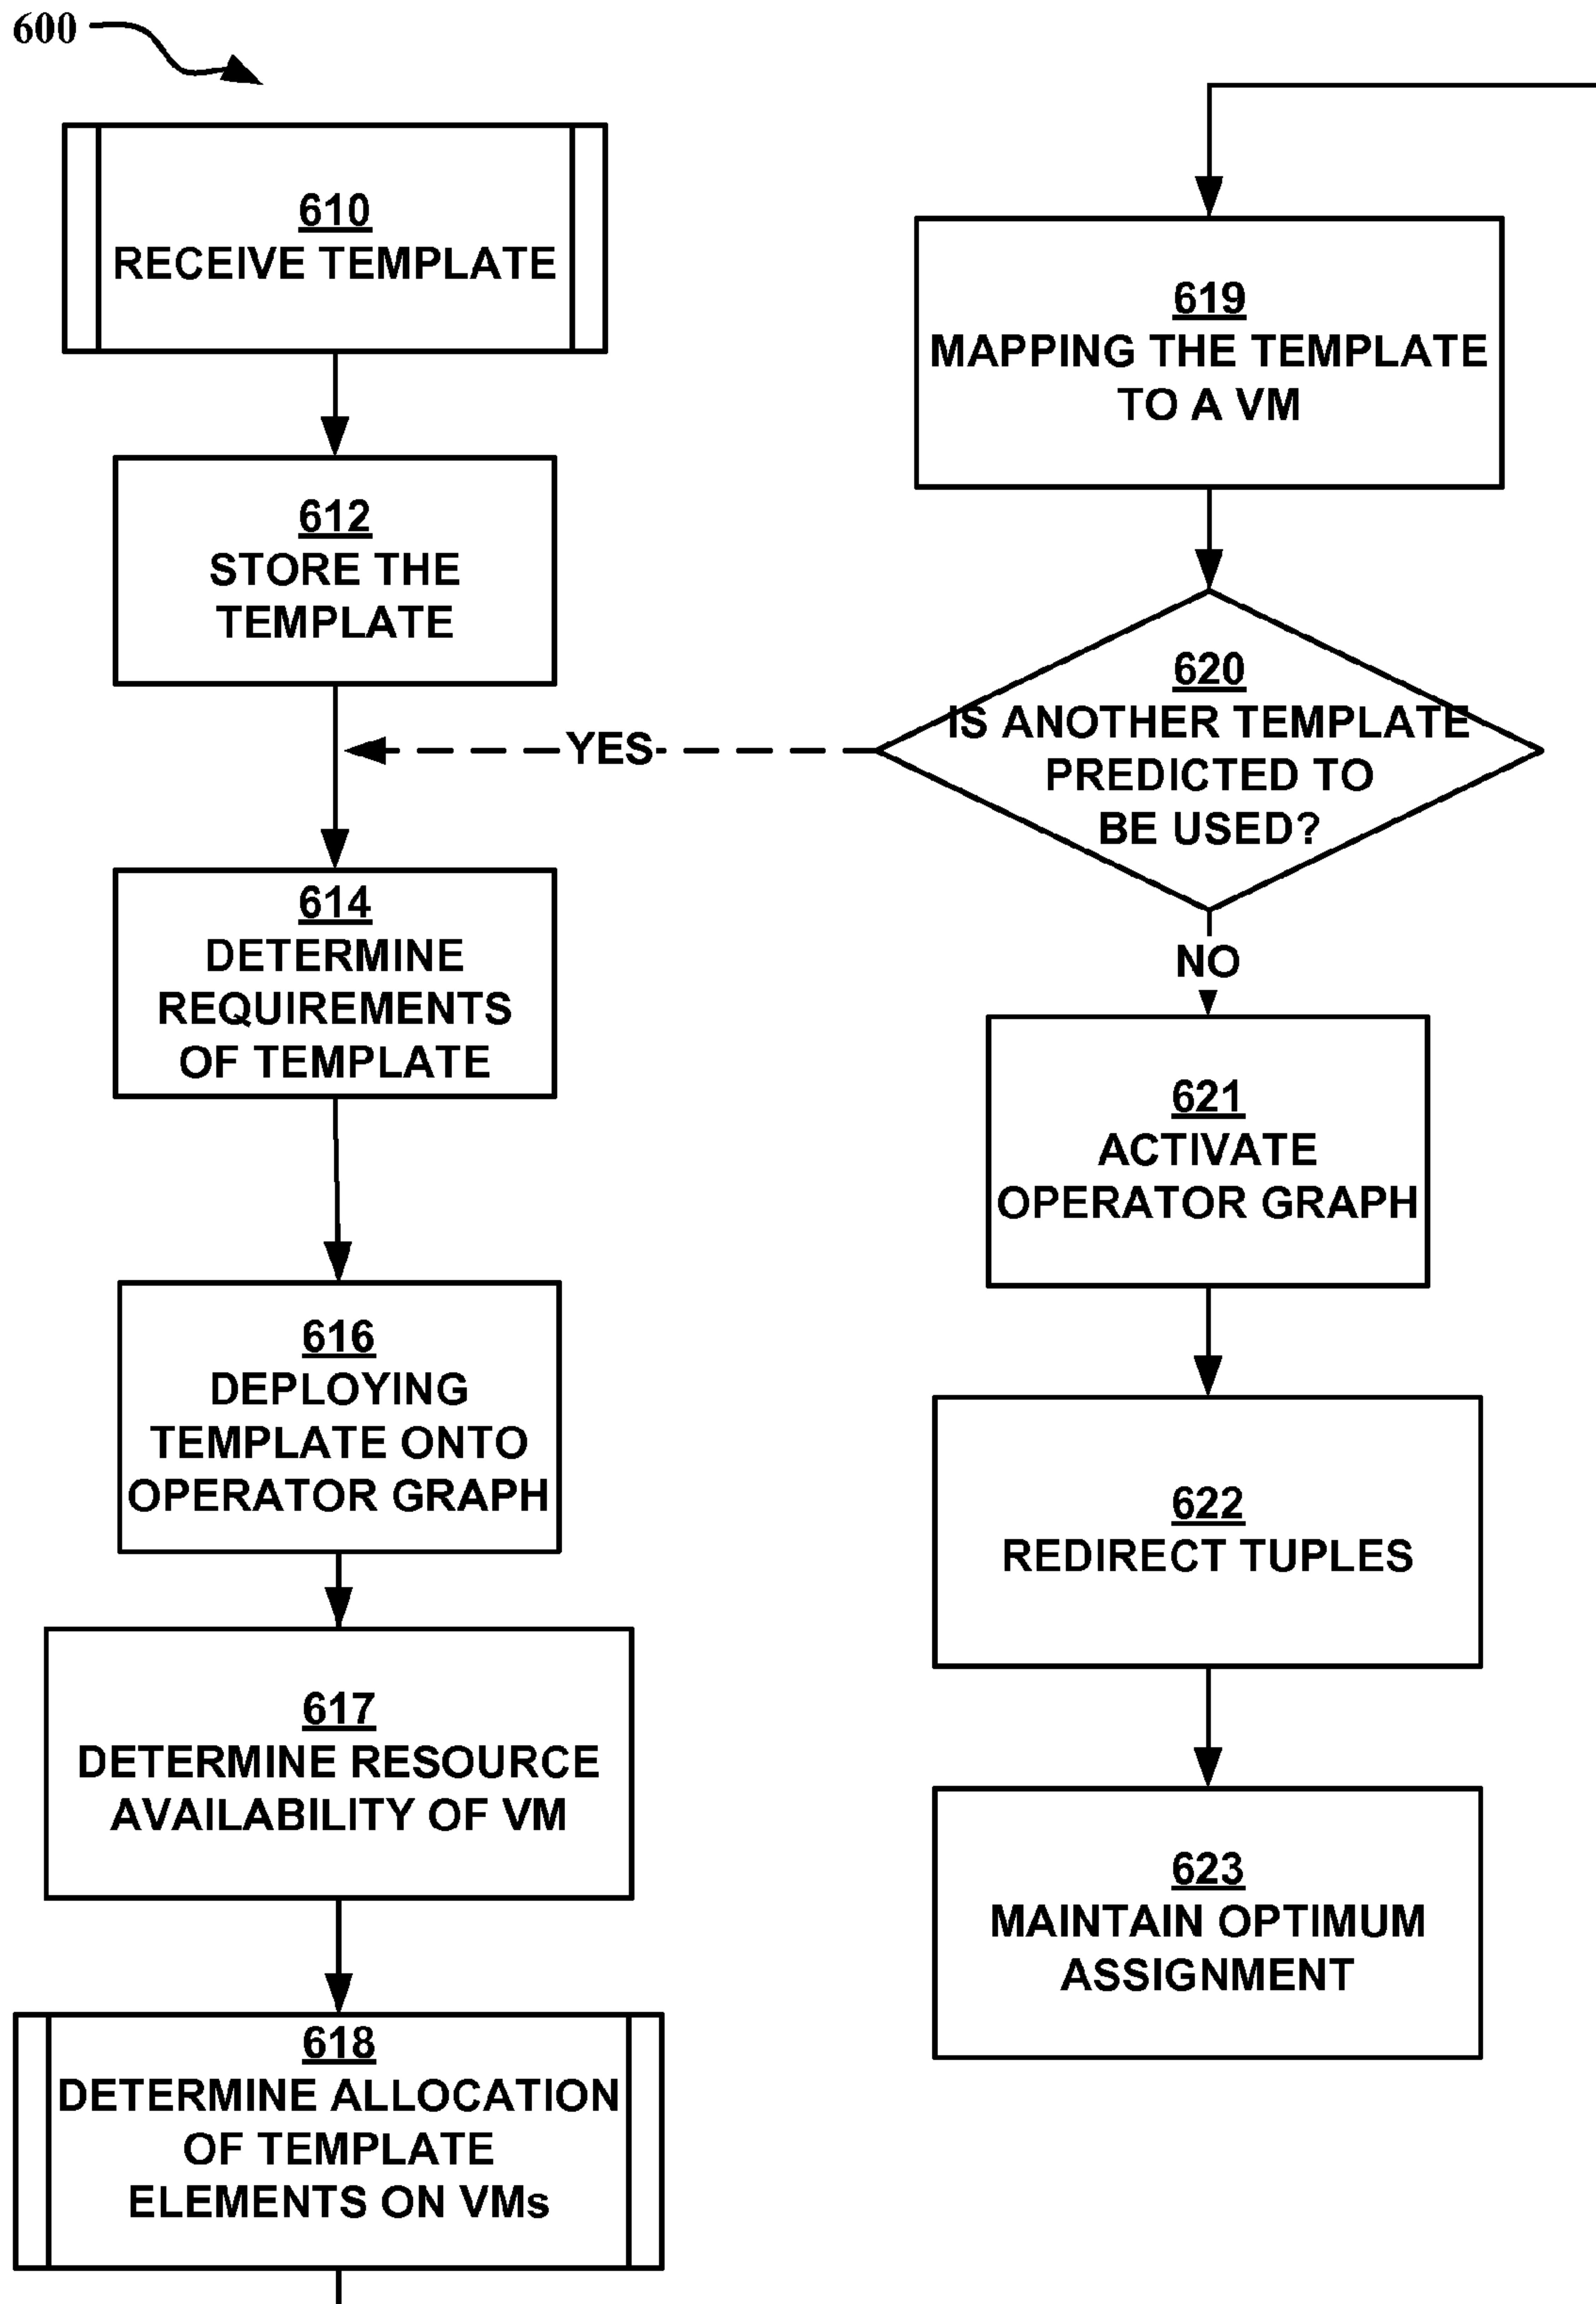 600
610
RECEIVE TEMPLATE
612
STORE THE
TEMPLATE
614
DETERMINE
REQUIREMENTS
OF TEMPLATE
616
DEPLOYING
TEMPLATE ONTO
OPERATOR GRAPH
617
DETERMINE RESOURCE
AVAILABILITY OF VM
618
DETERMINE ALLOCATION
OF TEMPLATE
ELEMENTS ON VMs
619
MAPPING THE TEMPLATE
TO A VM
620
IS ANOTHER TEMPLATE
PREDICTED TO
BE USED?
YES
NO
621
ACTIVATE
OPERATOR GRAPH
622
REDIRECT TUPLES
623
MAINTAIN OPTIMUM
ASSIGNMENT